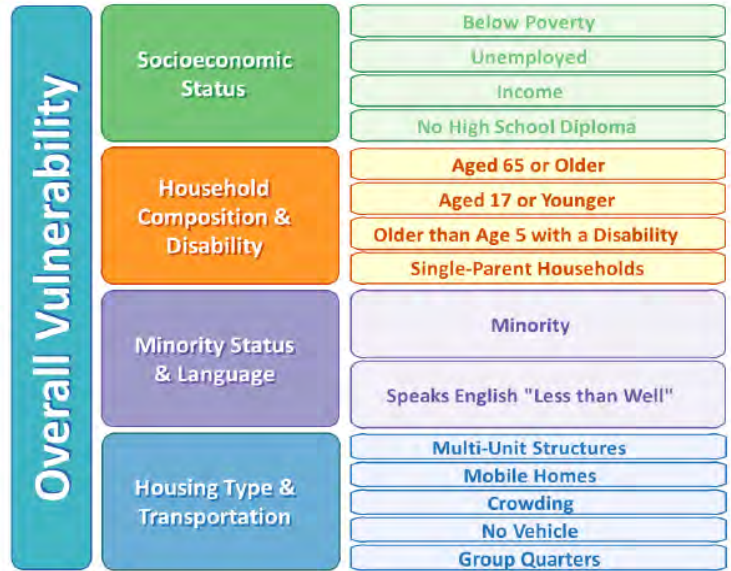 Overall Vulnerability
Socioeconomic
Status
Below Poverty
Unemployed
Income
No High School Diploma
Household
Composition &
Disability
Aged 65 or Older
Aged 17 or Younger
Older than Age 5 with a Disability
Single-Parent Households
Minority Status
& Language
Minority
Speaks English "Less than Well"
Housing Type &
Transportation
Multi-Unit Structures
Mobile Homes
Crowding
No Vehicle
Group Quarters